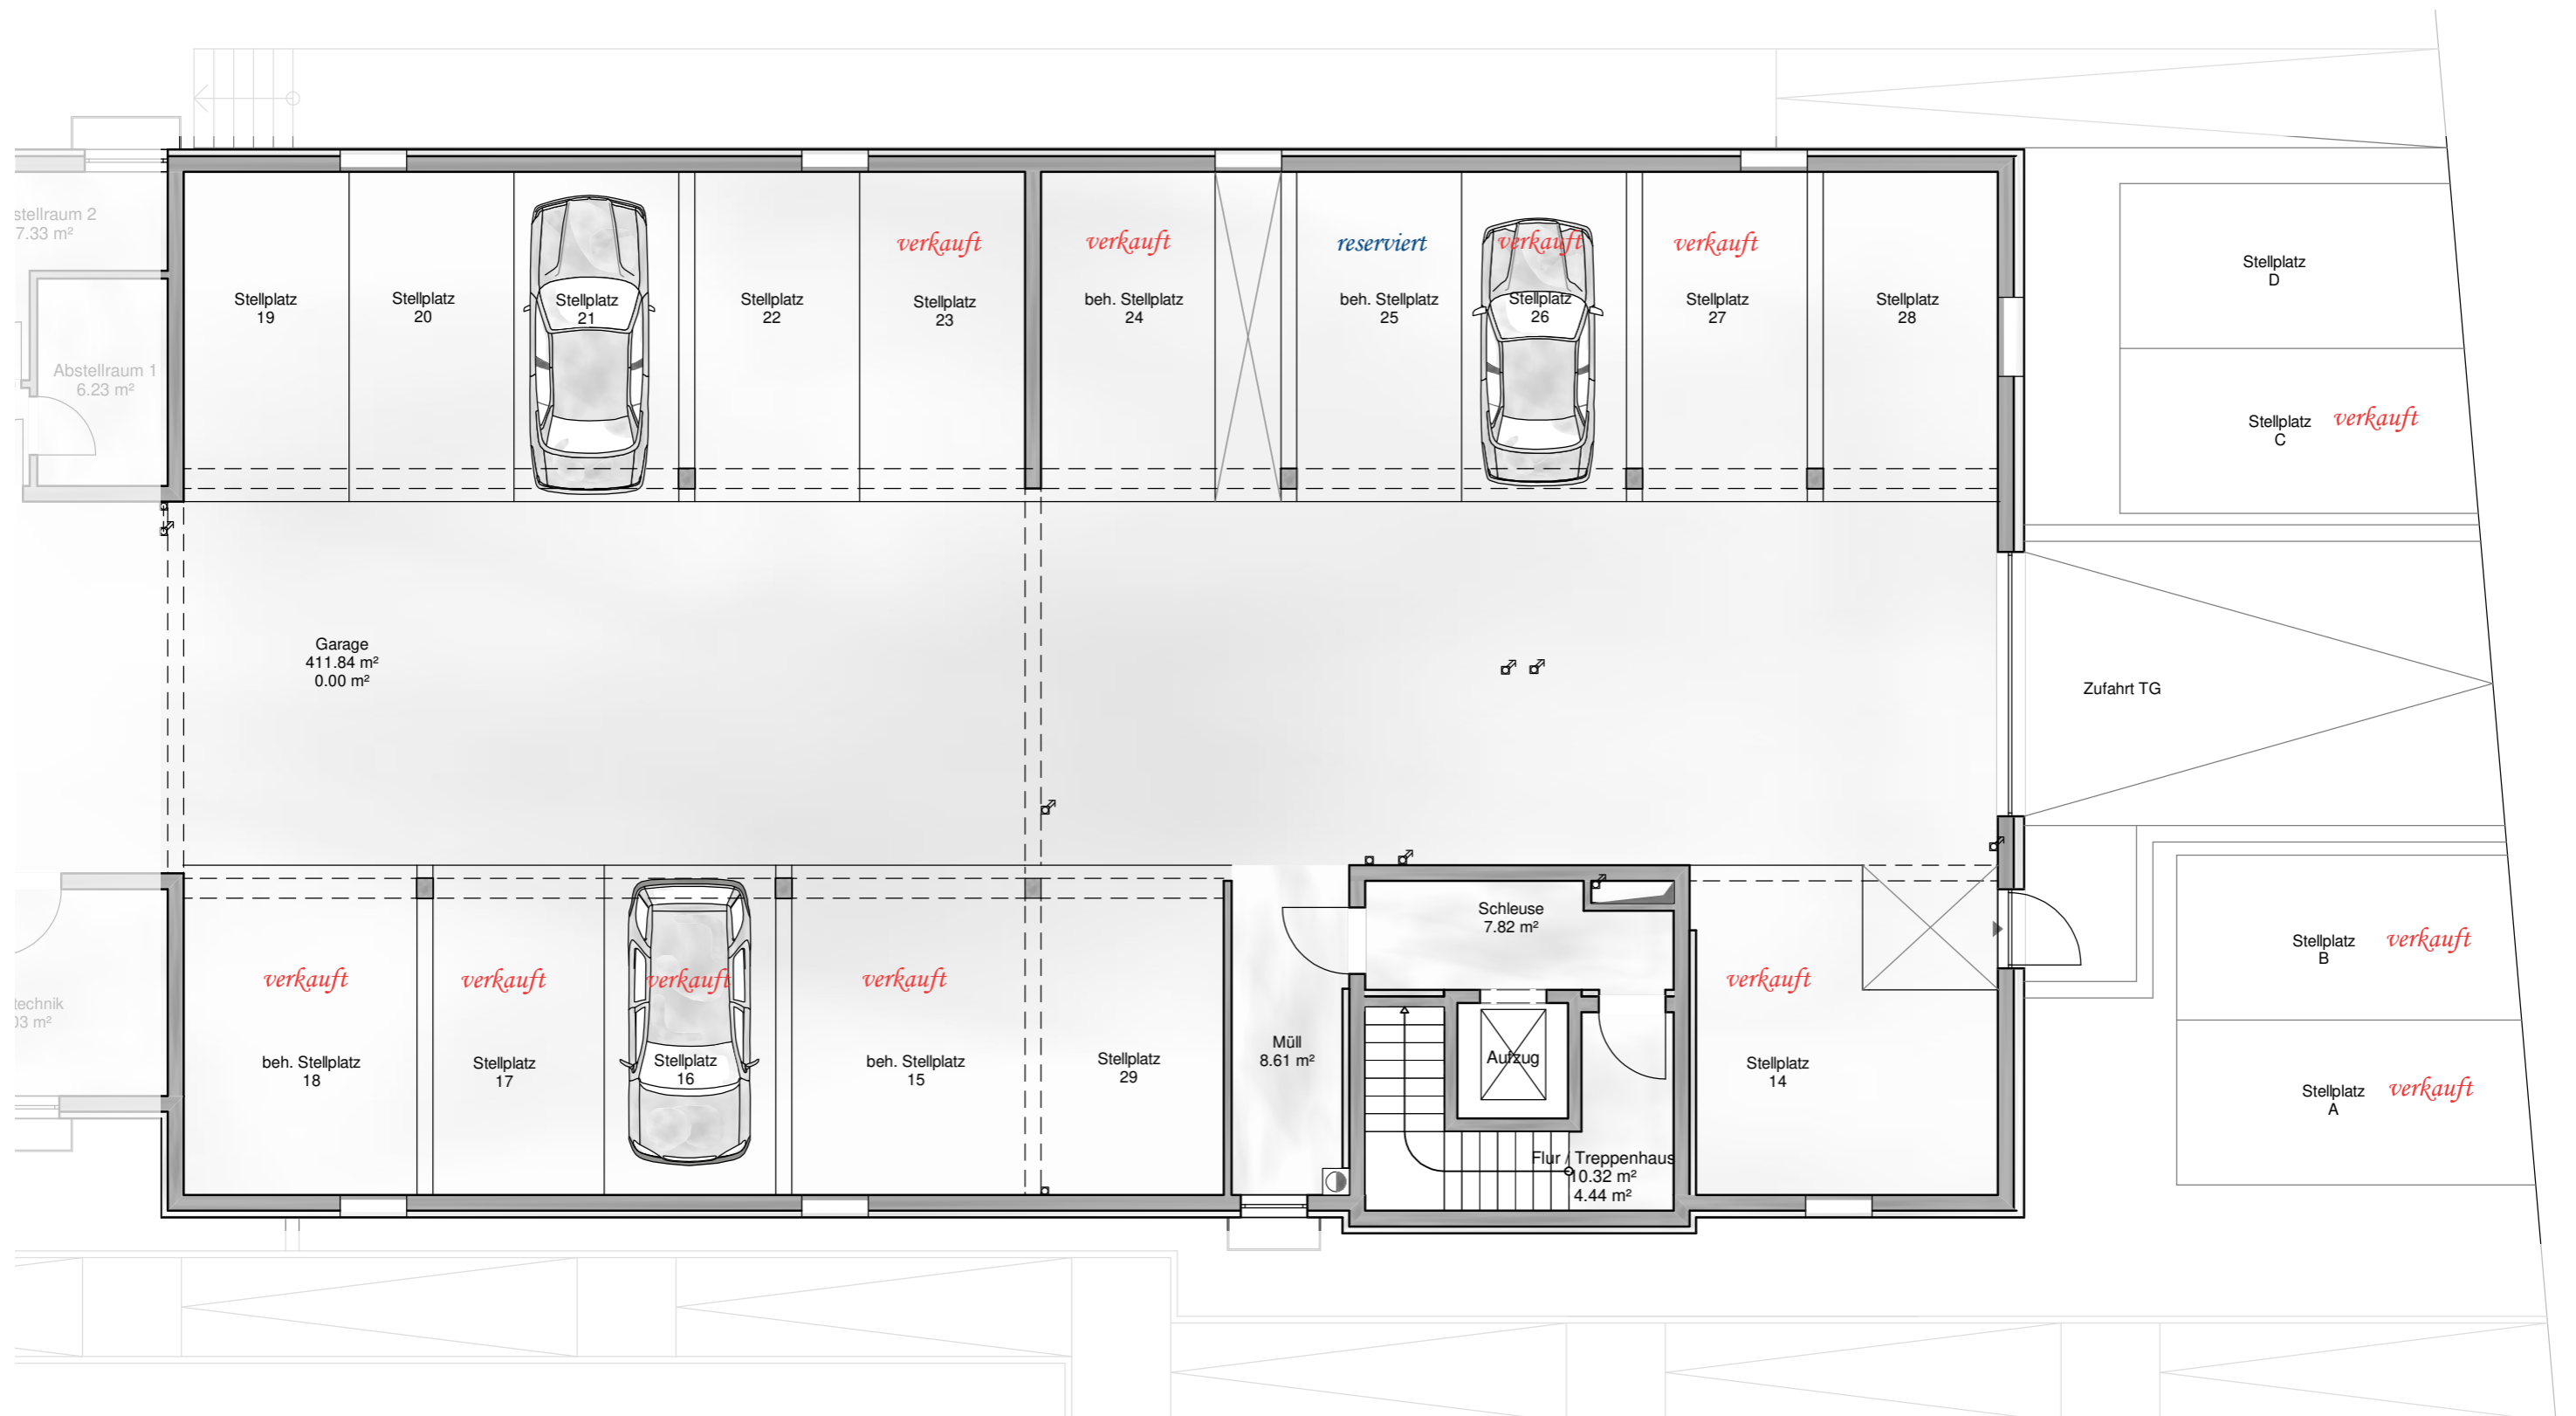 stellraum 2
7.33 m²
Abstellraum 1
6.23 m²
Stellplatz
19
Stellplatz
20
Stellplatz
21
Stellplatz
22
verkauft
Stellplatz
23
verkauft
beh. Stellplatz
24
reserviert
beh. Stellplatz
25
verkauft
Stellplatz
26
verkauft
Stellplatz
27
Stellplatz
28
Stellplatz
D
Stellplatz
C
verkauft
Garage
411.84 m²
0.00 m²
Zufahrt TG
technik
03 m²
verkauft
beh. Stellplatz
18
verkauft
Stellplatz
17
verkauft
Stellplatz
16
verkauft
beh. Stellplatz
15
Stellplatz
29
Müll
8.61 m²
Schleuse
7.82 m²
Aufzug
Flur / Treppenhaus
10.32 m²
4.44 m²
verkauft
Stellplatz
14
Stellplatz
B
verkauft
Stellplatz
A
verkauft